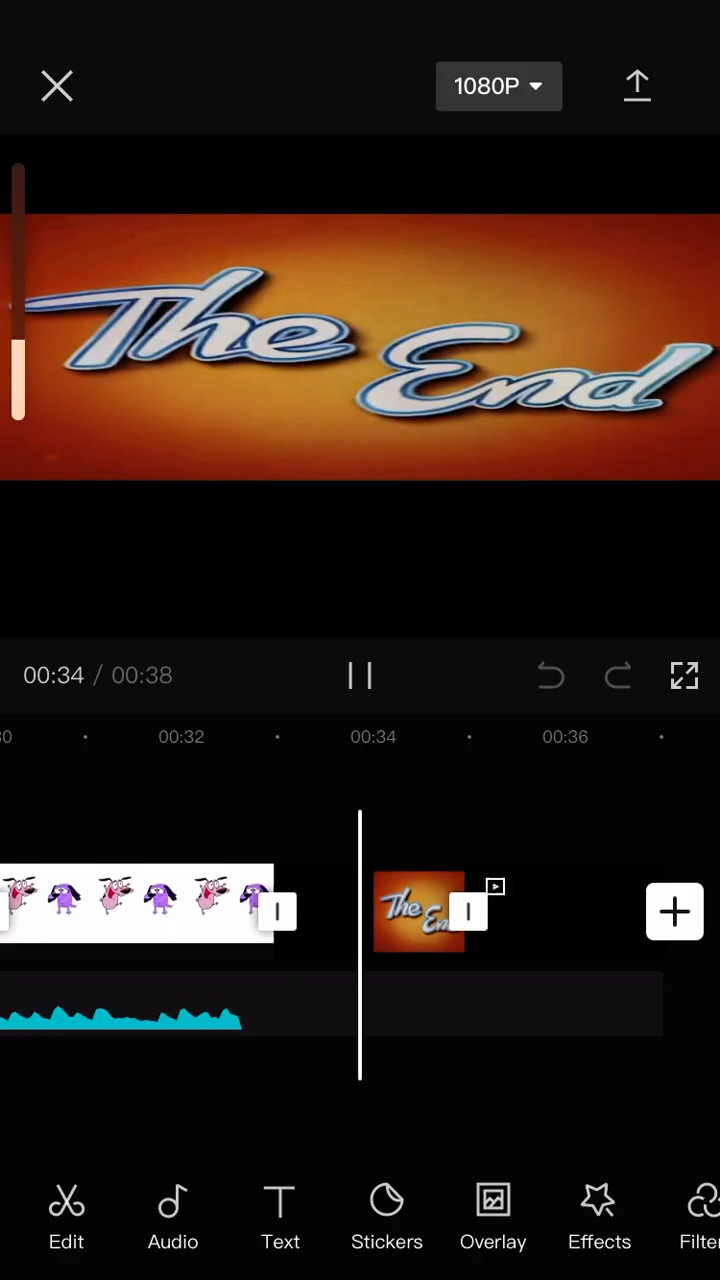 1080P
The End
00:34 / 00:38
00:32
00:34
00:36
The
Edit
Audio
Text
Stickers
Overlay
Effects
Filter